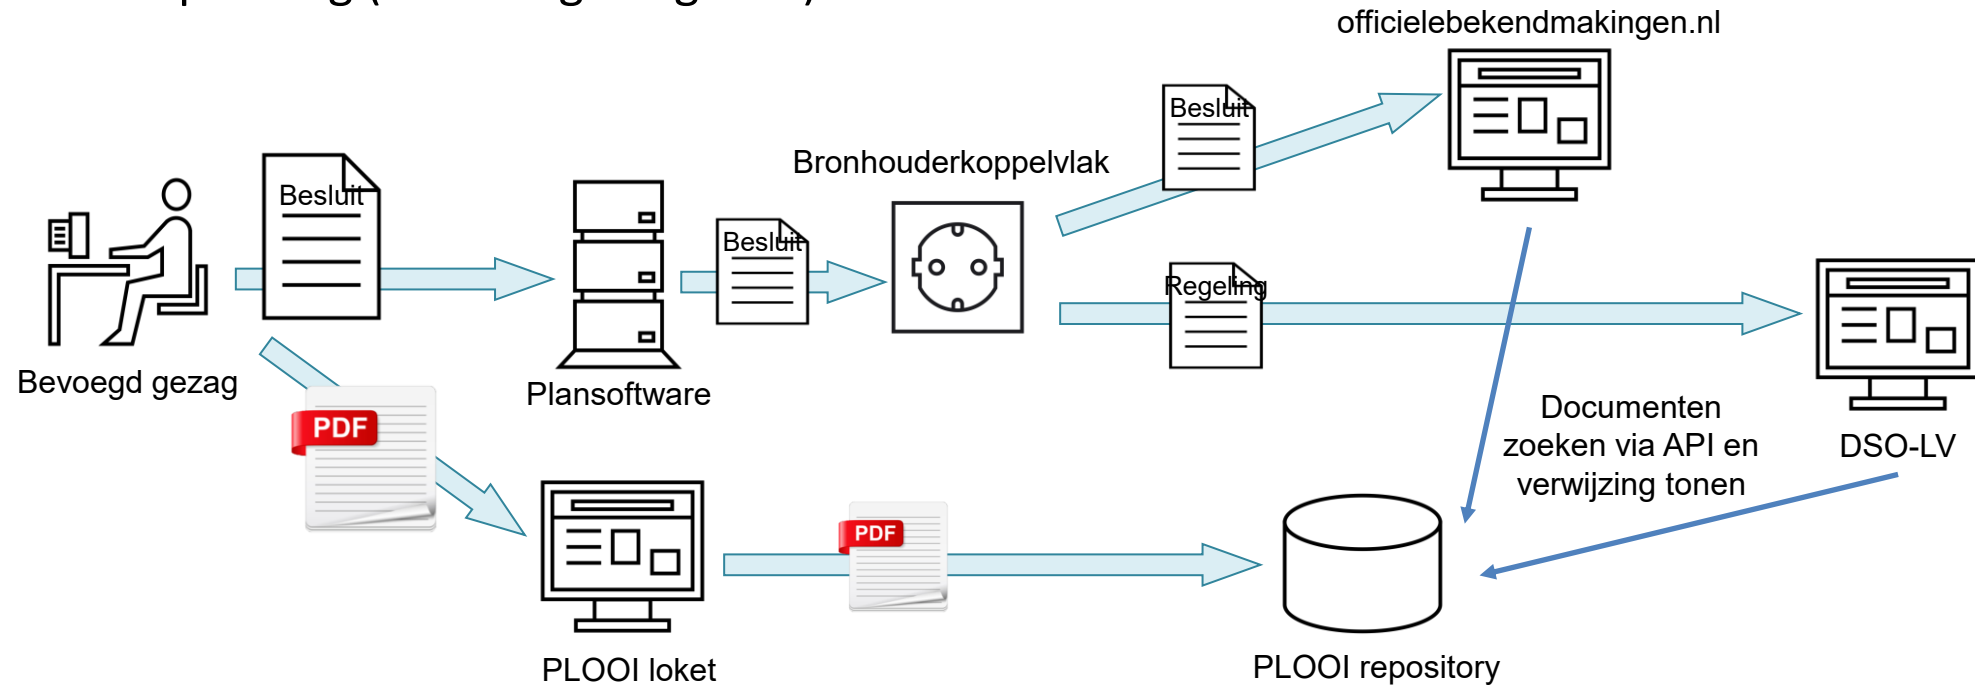 officielebekendmakingen.nl
Besluit
Bronhouderkoppelvlak
Besluit
Besluit
Regeling
Bevoegd gezag
Plansoftware
PDF
Documenten
zoeken via API en
verwijzing tonen
DSO-LV
PDF
PLOOI loket
PLOOI repository